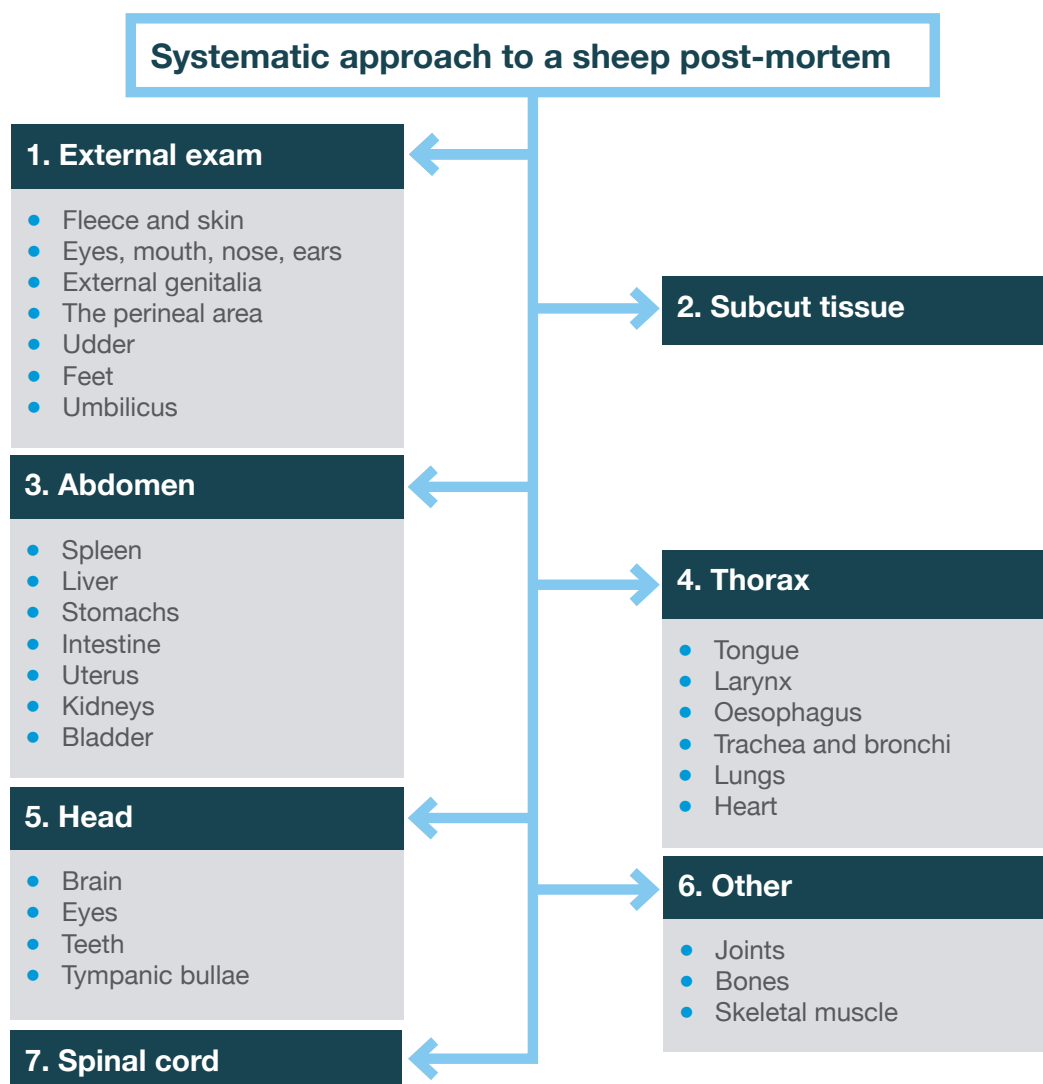 Systematic approach to a sheep post-mortem
1. External exam
Fleece and skin
Eyes, mouth, nose, ears
External genitalia
The perineal area
Udder
Feet
Umbilicus
2. Subcut tissue
3. Abdomen
Spleen
Liver
Stomachs
Intestine
Uterus
Kidneys
Bladder
4. Thorax
Tongue
Larynx
Oesophagus
Trachea and bronchi
Lungs
Heart
5. Head
Brain
Eyes
Teeth
Tympanic bullae
6. Other
Joints
Bones
Skeletal muscle
7. Spinal cord